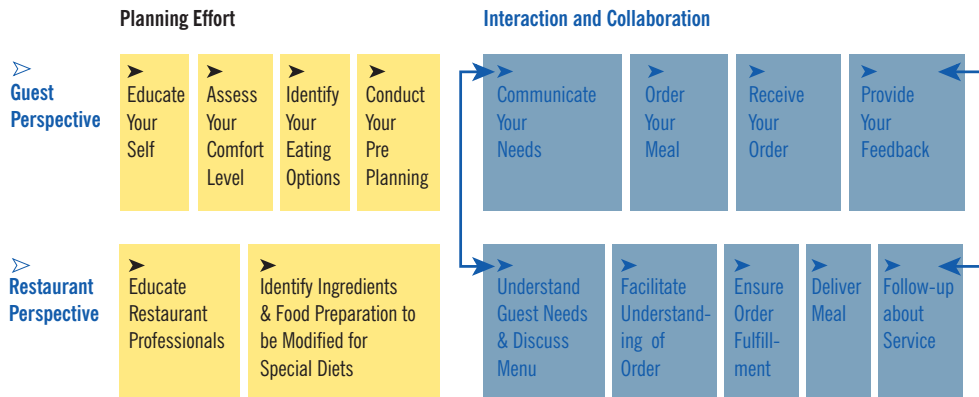 Planning Effort
Interaction and Collaboration
Guest
Perspective
Educate
Your
Self
Assess
Your
Comfort
Level
Identify
Your
Eating
Options
Conduct
Your
Pre
Planning
Communicate
Your
Needs
Order
Your
Meal
Receive
Your
Order
Provide
Your
Feedback
Restaurant
Perspective
Educate
Restaurant
Professionals
Identify Ingredients
& Food Preparation to
be Modified for
Special Diets
Understand
Guest Needs
& Discuss
Menu
Facilitate
Understand-
ing of
Order
Ensure
Order
Fulfill-
ment
Deliver
Meal
Follow-up
about
Service